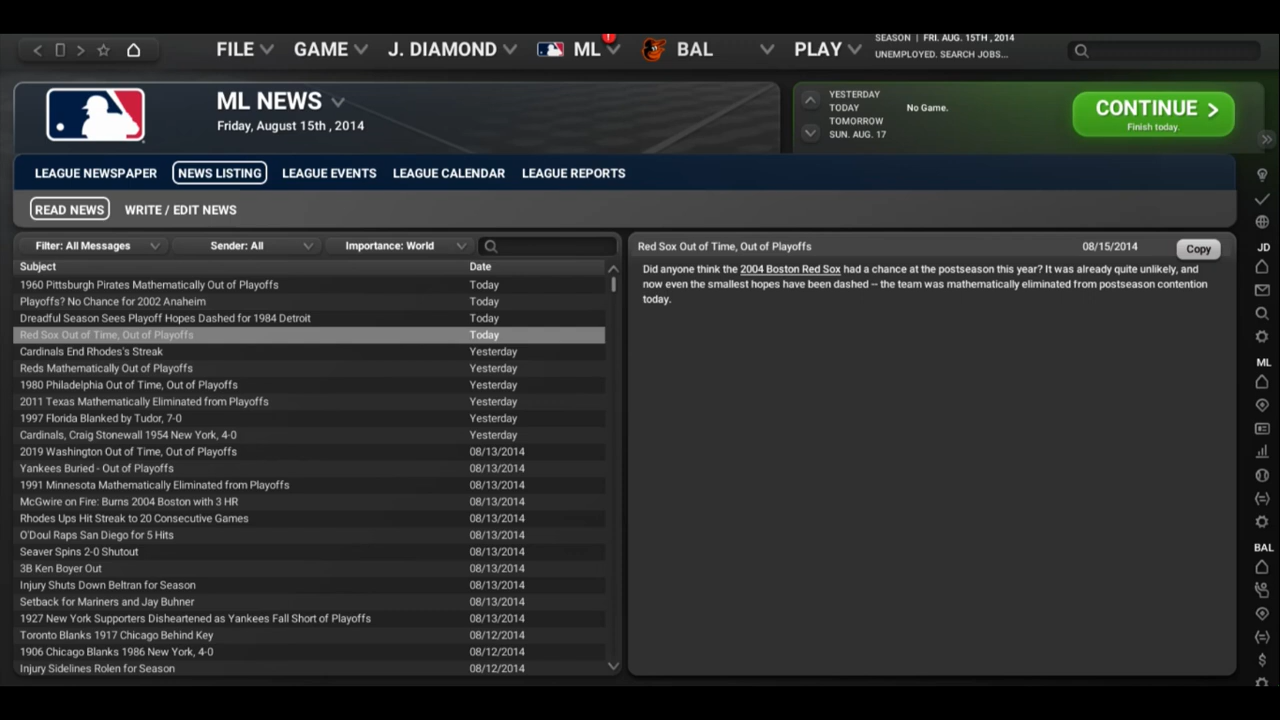 FILE GAME J. DIAMOND ML BAL PLAY
SEASON | FRI. AUG. 15TH , 2014
UNEMPLOYED. SEARCH JOBS...
ML NEWS
Friday, August 15th , 2014
YESTERDAY
TODAY
TOMORROW
SUN. AUG. 17
No Game.
CONTINUE >
Finish today.
LEAGUE NEWSPAPER NEWS LISTING LEAGUE EVENTS LEAGUE CALENDAR LEAGUE REPORTS
READ NEWS WRITE / EDIT NEWS
Filter: All Messages Sender: All Importance: World
Subject Date
1960 Pittsburgh Pirates Mathematically Out of Playoffs Today
Playoffs? No Chance for 2002 Anaheim Today
Dreadful Season Sees Playoff Hopes Dashed for 1984 Detroit Today
Red Sox Out of Time, Out of Playoffs Today
Cardinals End Rhodes's Streak Yesterday
Reds Mathematically Out of Playoffs Yesterday
1980 Philadelphia Out of Time, Out of Playoffs Yesterday
2011 Texas Mathematically Eliminated from Playoffs Yesterday
1997 Florida Blanked by Tudor, 7-0 Yesterday
Cardinals, Craig Stonewall 1954 New York, 4-0 Yesterday
2019 Washington Out of Time, Out of Playoffs 08/13/2014
Yankees Buried - Out of Playoffs 08/13/2014
1991 Minnesota Mathematically Eliminated from Playoffs 08/13/2014
McGwire on Fire: Burns 2004 Boston with 3 HR 08/13/2014
Rhodes Ups Hit Streak to 20 Consecutive Games 08/13/2014
O'Doul Raps San Diego for 5 Hits 08/13/2014
Seaver Spins 2-0 Shutout 08/13/2014
3B Ken Boyer Out 08/13/2014
Injury Shuts Down Beltran for Season 08/13/2014
Setback for Mariners and Jay Buhner 08/13/2014
1927 New York Supporters Disheartened as Yankees Fall Short of Playoffs 08/13/2014
Toronto Blanks 1917 Chicago Behind Key 08/12/2014
1906 Chicago Blanks 1986 New York, 4-0 08/12/2014
Injury Sidelines Rolen for Season 08/12/2014
Red Sox Out of Time, Out of Playoffs 08/15/2014 Copy
Did anyone think the 2004 Boston Red Sox had a chance at the postseason this year? It was already quite unlikely, and
now even the smallest hopes have been dashed -- the team was mathematically eliminated from postseason contention
today.
JD
ML
BAL